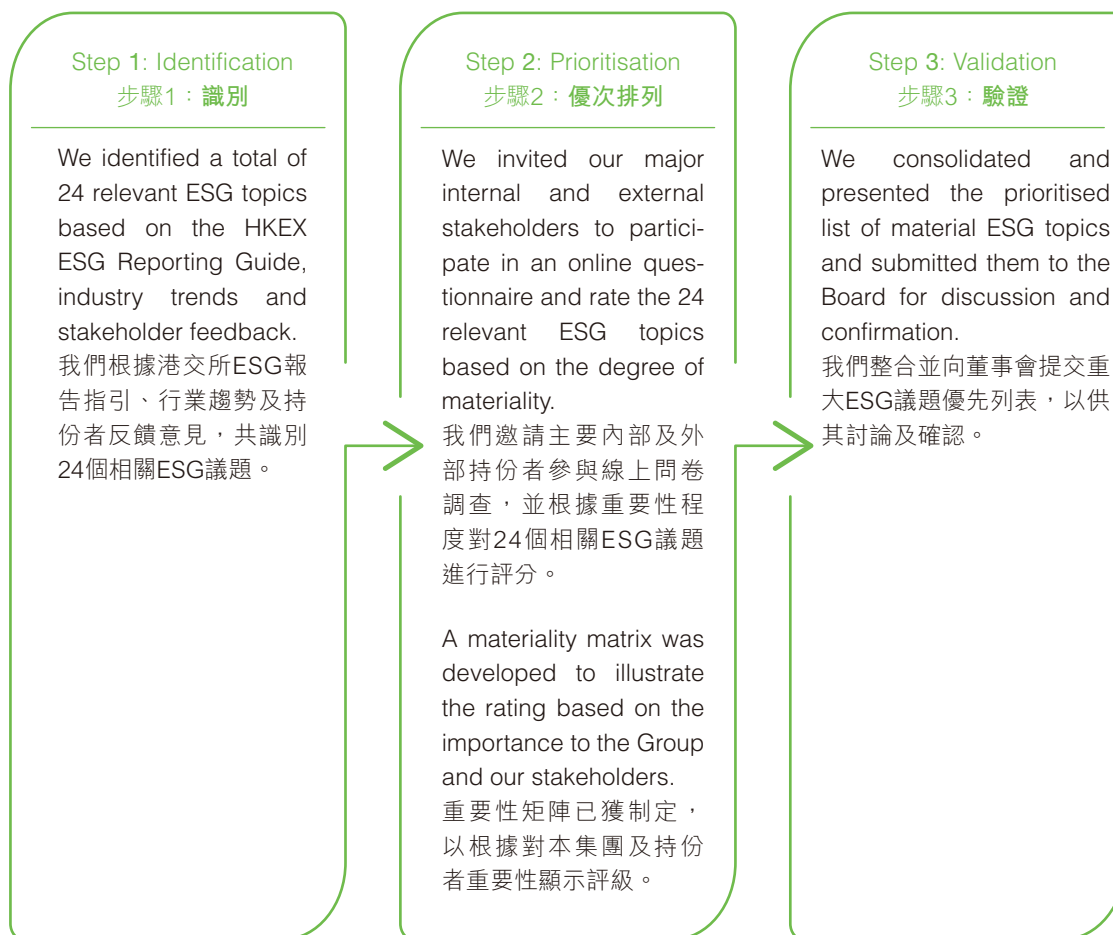 Step 1: Identification
步驟1：識別
We identified a total of
24 relevant ESG topics
based on the HKEX
ESG Reporting Guide,
industry trends and
stakeholder feedback.
我們根據港交所ESG報
告指引、行業趨勢及持
份者反饋意見，共識別
24個相關ESG議題。
Step 2: Prioritisation
步驟2：優次排列
We invited our major
internal and external
stakeholders to partici-
pate in an online ques-
tionnaire and rate the 24
relevant ESG topics
based on the degree of
materiality.
我們邀請主要內部及外
部持份者參與線上問卷
調查，並根據重要性程
度對24個相關ESG議題
進行評分。
A materiality matrix was
developed to illustrate
the rating based on the
importance to the Group
and our stakeholders.
重要性矩陣已獲制定，
以根據對本集團及持份
者重要性顯示評級。
Step 3: Validation
步驟3：驗證
We consolidated and
presented the prioritised
list of material ESG topics
and submitted them to the
Board for discussion and
confirmation.
我們整合並向董事會提交重
大ESG議題優先列表，以供
其討論及確認。